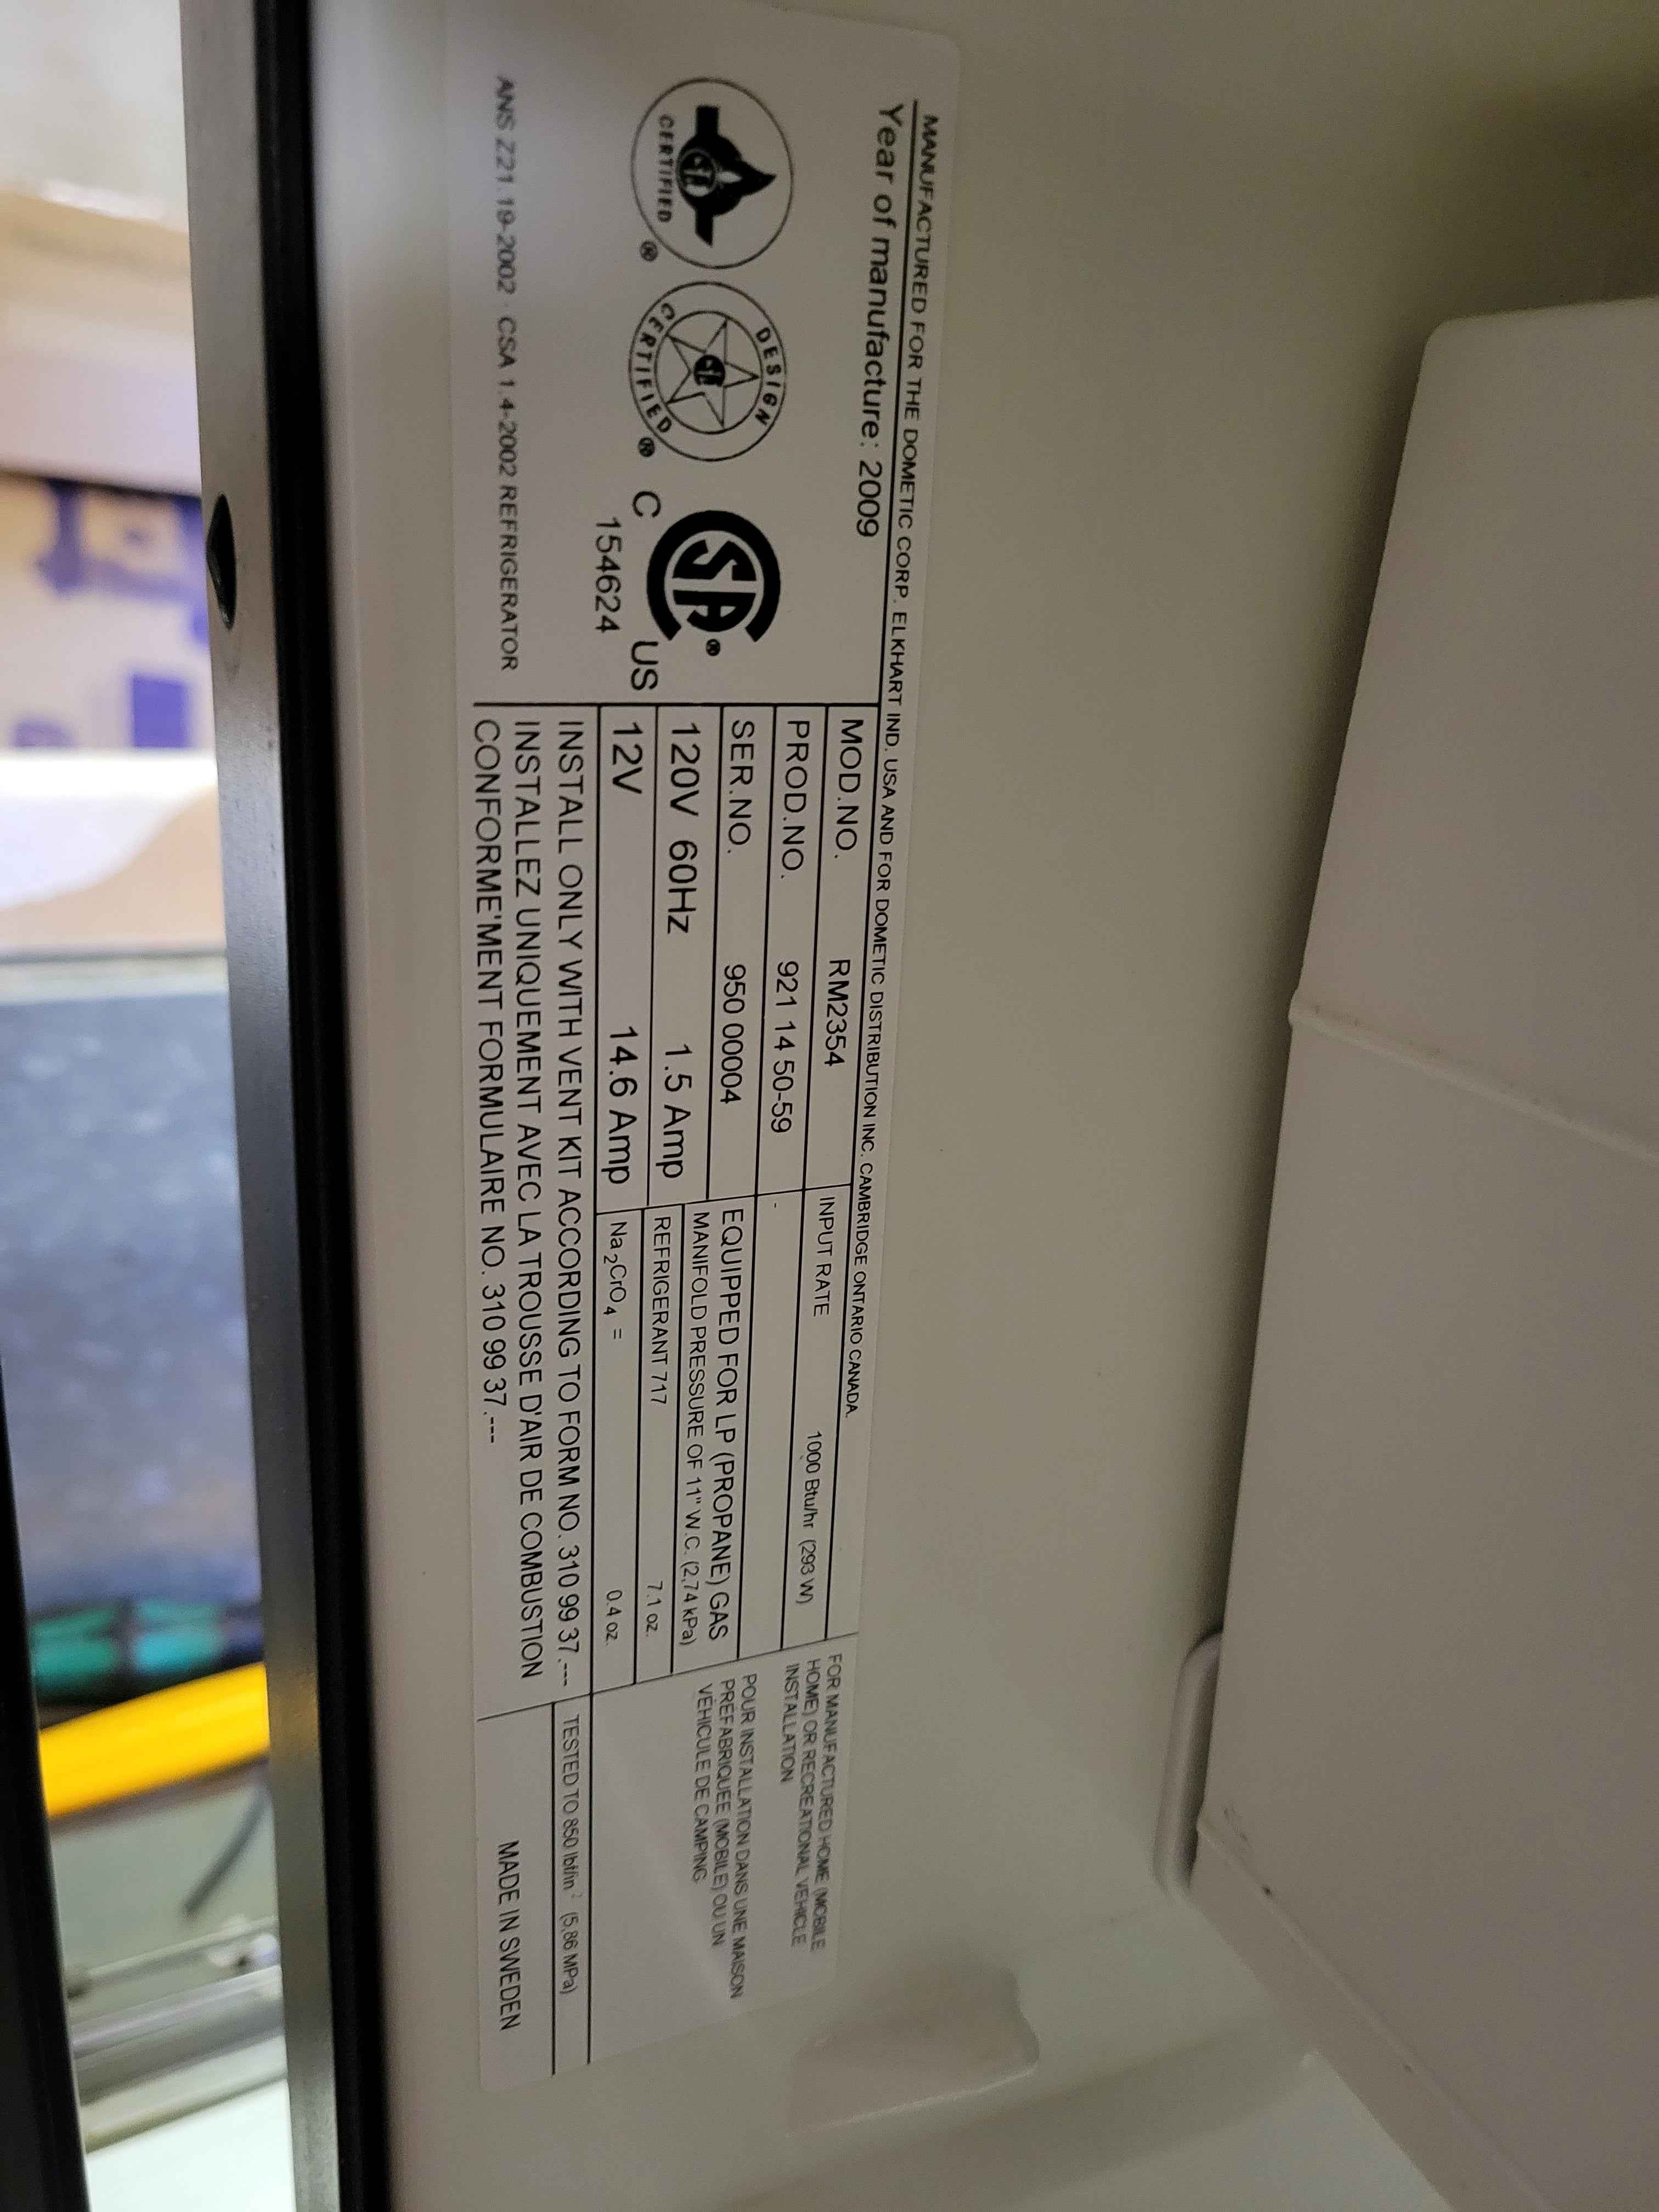 MANUFACTURED FOR THE DOMETIC CORP. ELKHART IND. USA AND FOR DOMETIC DISTRIBUTION INC. CAMBRIDGE ONTARIO CANADA.
Year of manufacture: 2009
CERTIFIED ®
DESIGN CERTIFIED ®
C SA ® US
154624
ANS Z21.19-2002 · CSA 1.4-2002 REFRIGERATOR
MOD.NO. RM2354
PROD.NO. 921 14 50-59
SER.NO. 950 00004
120V 60Hz 1.5 Amp
12V 14.6 Amp
INPUT RATE 1000 Btu/hr (293 W)
-
EQUIPPED FOR LP (PROPANE) GAS
MANIFOLD PRESSURE OF 11" W.C. (2,74 kPa)
REFRIGERANT 717 7.1 oz.
Na2CrO4 = 0.4 oz.
FOR MANUFACTURED HOME (MOBILE
HOME) OR RECREATIONAL VEHICLE
INSTALLATION
POUR INSTALLATION DANS UNE MAISON
PRÉFABRIQUÉE (MOBILE) OU UN
VÉHICULE DE CAMPING
INSTALL ONLY WITH VENT KIT ACCORDING TO FORM NO. 310 99 37.---
INSTALLEZ UNIQUEMENT AVEC LA TROUSSE D'AIR DE COMBUSTION
CONFORME'MENT FORMULAIRE NO. 310 99 37.---
TESTED TO 850 lbf/in² (5,86 MPa)
MADE IN SWEDEN